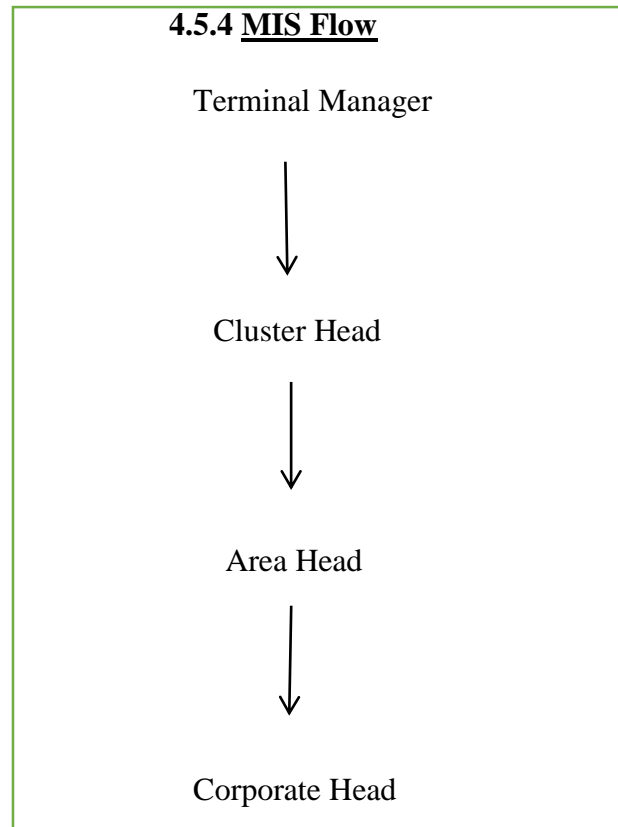 4.5.4 MIS Flow
Terminal Manager
Cluster Head
Area Head
Corporate Head